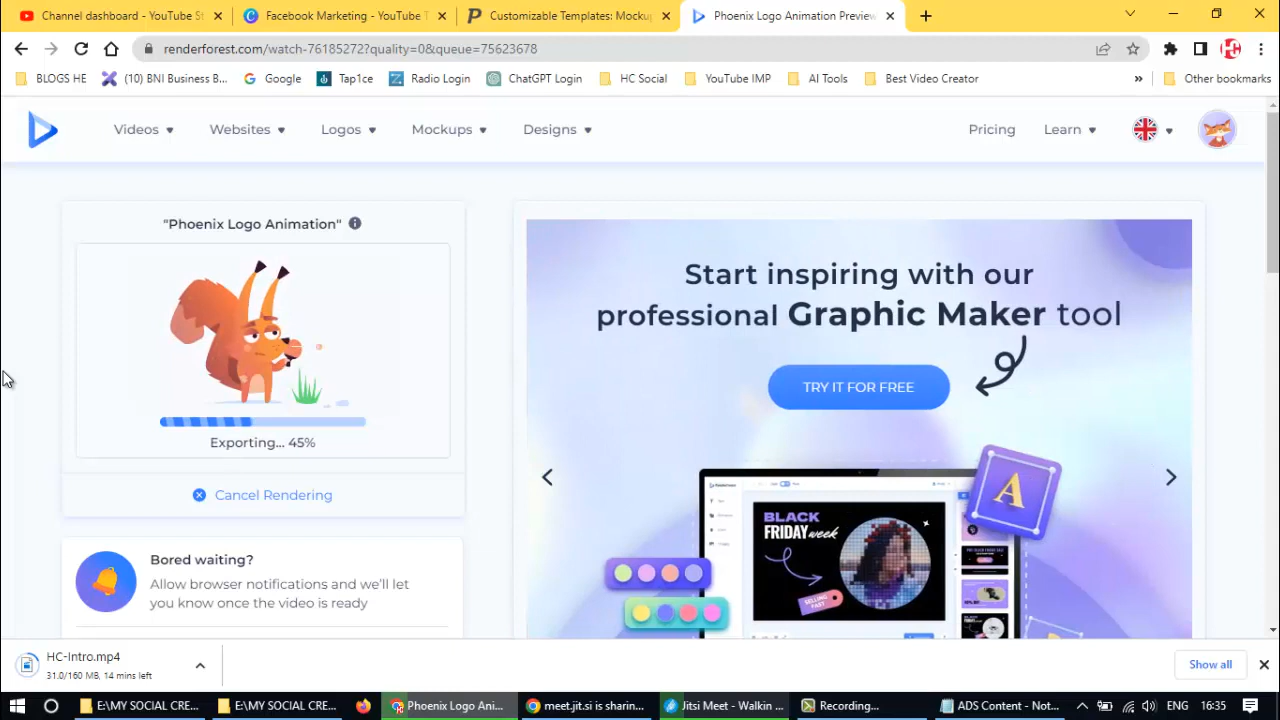 Channel dashboard - YouTube St
Facebook Marketing - YouTube T
Customizable Templates: Mockup
Phoenix Logo Animation Preview
renderforest.com/watch-76185272?quality=0&queue=75623678
BLOGS HE
(10) BNI Business B...
Google
Tap1ce
Radio Login
ChatGPT Login
HC Social
YouTube IMP
AI Tools
Best Video Creator
»
Other bookmarks
Videos
Websites
Logos
Mockups
Designs
Pricing
Learn
"Phoenix Logo Animation"
Exporting... 45%
Cancel Rendering
Bored waiting?
Allow browser notifications and we'll let
you know once the video is ready
Start inspiring with our
professional Graphic Maker tool
TRY IT FOR FREE
A
BLACK
FRIDAY week
SELLING
FAST
HC-Intro.mp4
31.0/160 MB, 14 mins left
Show all
E:\MY SOCIAL CRE...
E:\MY SOCIAL CRE...
Phoenix Logo Ani...
meet.jit.si is sharin...
Jitsi Meet - Walkin ...
Recording...
ADS Content - Not...
ENG
16:35